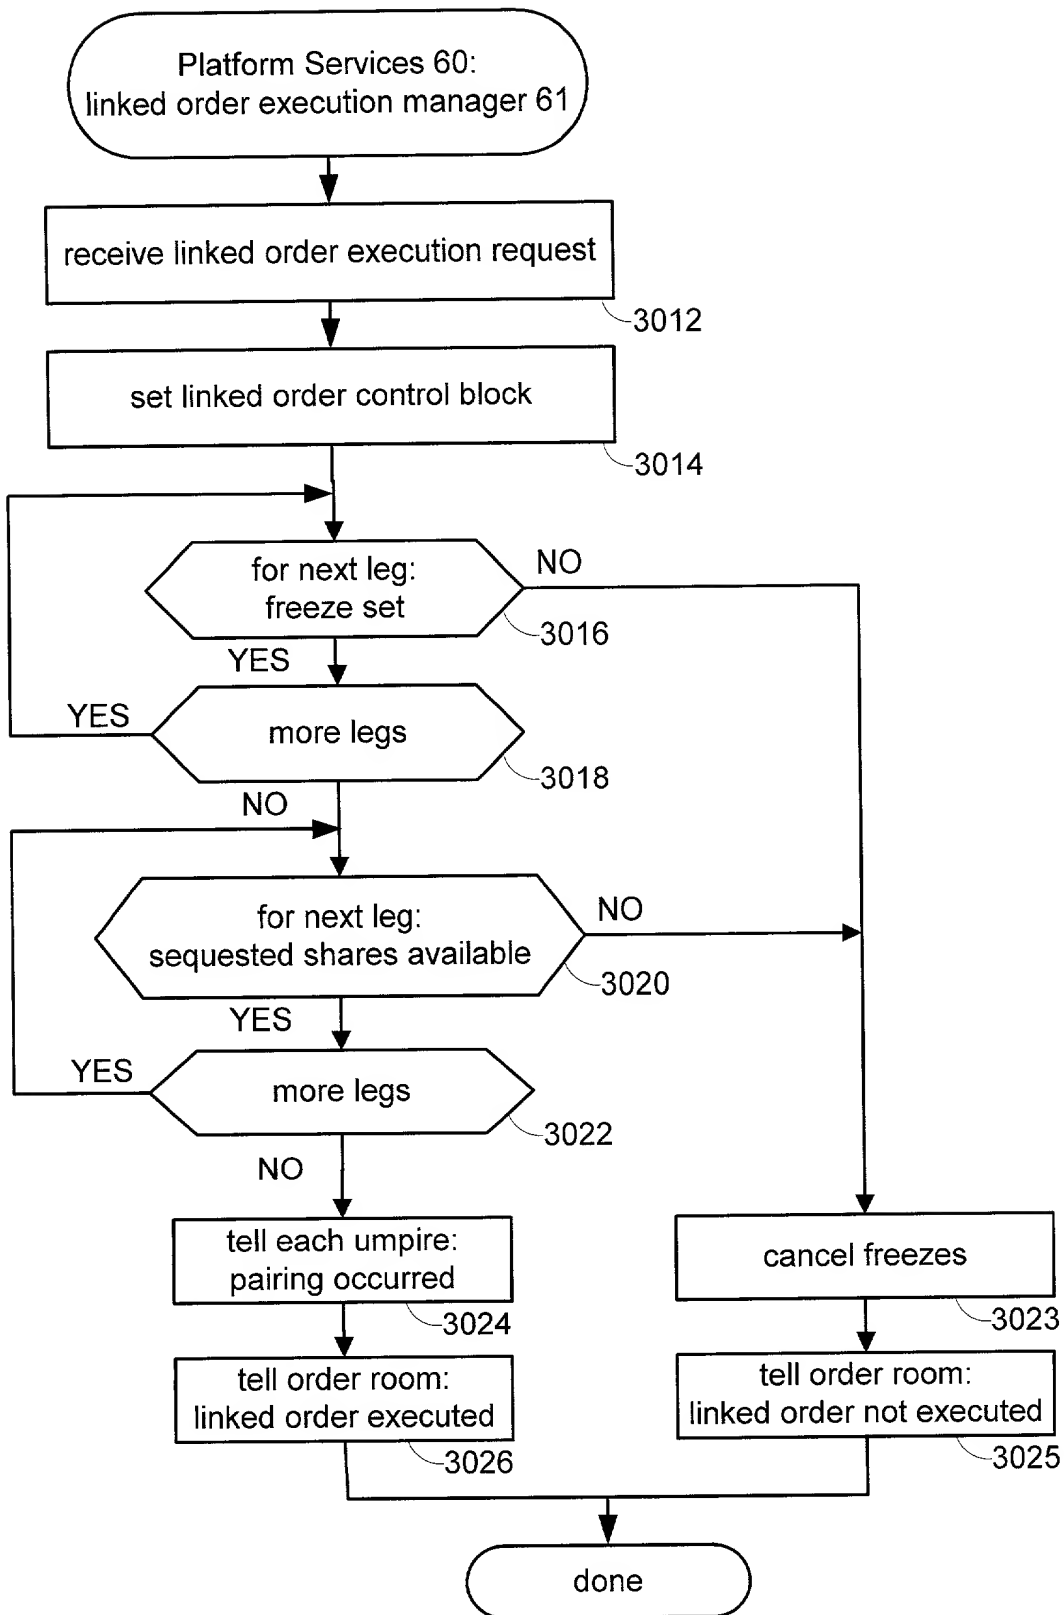 Platform Services 60:
linked order execution manager 61
receive linked order execution request
3012
set linked order control block
3014
for next leg:
freeze set
NO
3016
YES
YES
more legs
3018
NO
for next leg:
sequested shares available
NO
3020
YES
YES
more legs
3022
NO
tell each umpire:
pairing occurred
3024
cancel freezes
3023
tell order room:
linked order executed
3026
tell order room:
linked order not executed
3025
done